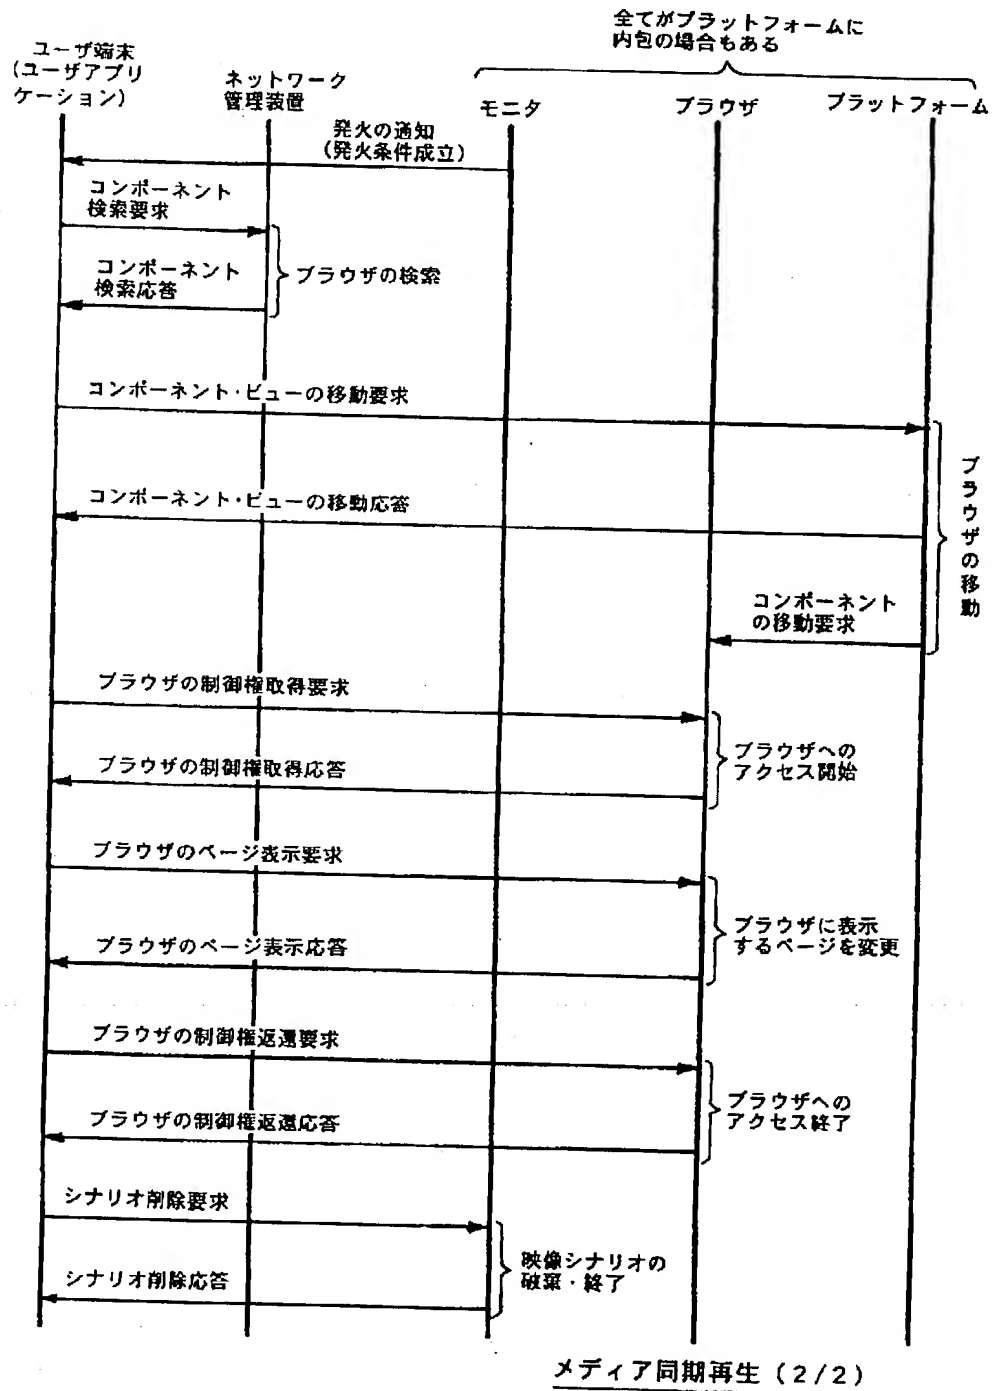 全てがプラットフォームに
内包の場合もある
ユーザ端末
(ユーザアプリ
ケーション)
ネットワーク
管理装置
モニタ
ブラウザ
プラットフォーム
発火の通知
(発火条件成立)
コンポーネント
検索要求
コンポーネント
検索応答
ブラウザの検索
コンポーネント・ビューの移動要求
コンポーネント・ビューの移動応答
ブラウザの移動
コンポーネント
の移動要求
ブラウザの制御権取得要求
ブラウザの制御権取得応答
ブラウザへの
アクセス開始
ブラウザのページ表示要求
ブラウザのページ表示応答
ブラウザに表示
するページを変更
ブラウザの制御権返還要求
ブラウザの制御権返還応答
ブラウザへの
アクセス終了
シナリオ削除要求
シナリオ削除応答
映像シナリオの
破棄・終了
メディア同期再生(2/2)